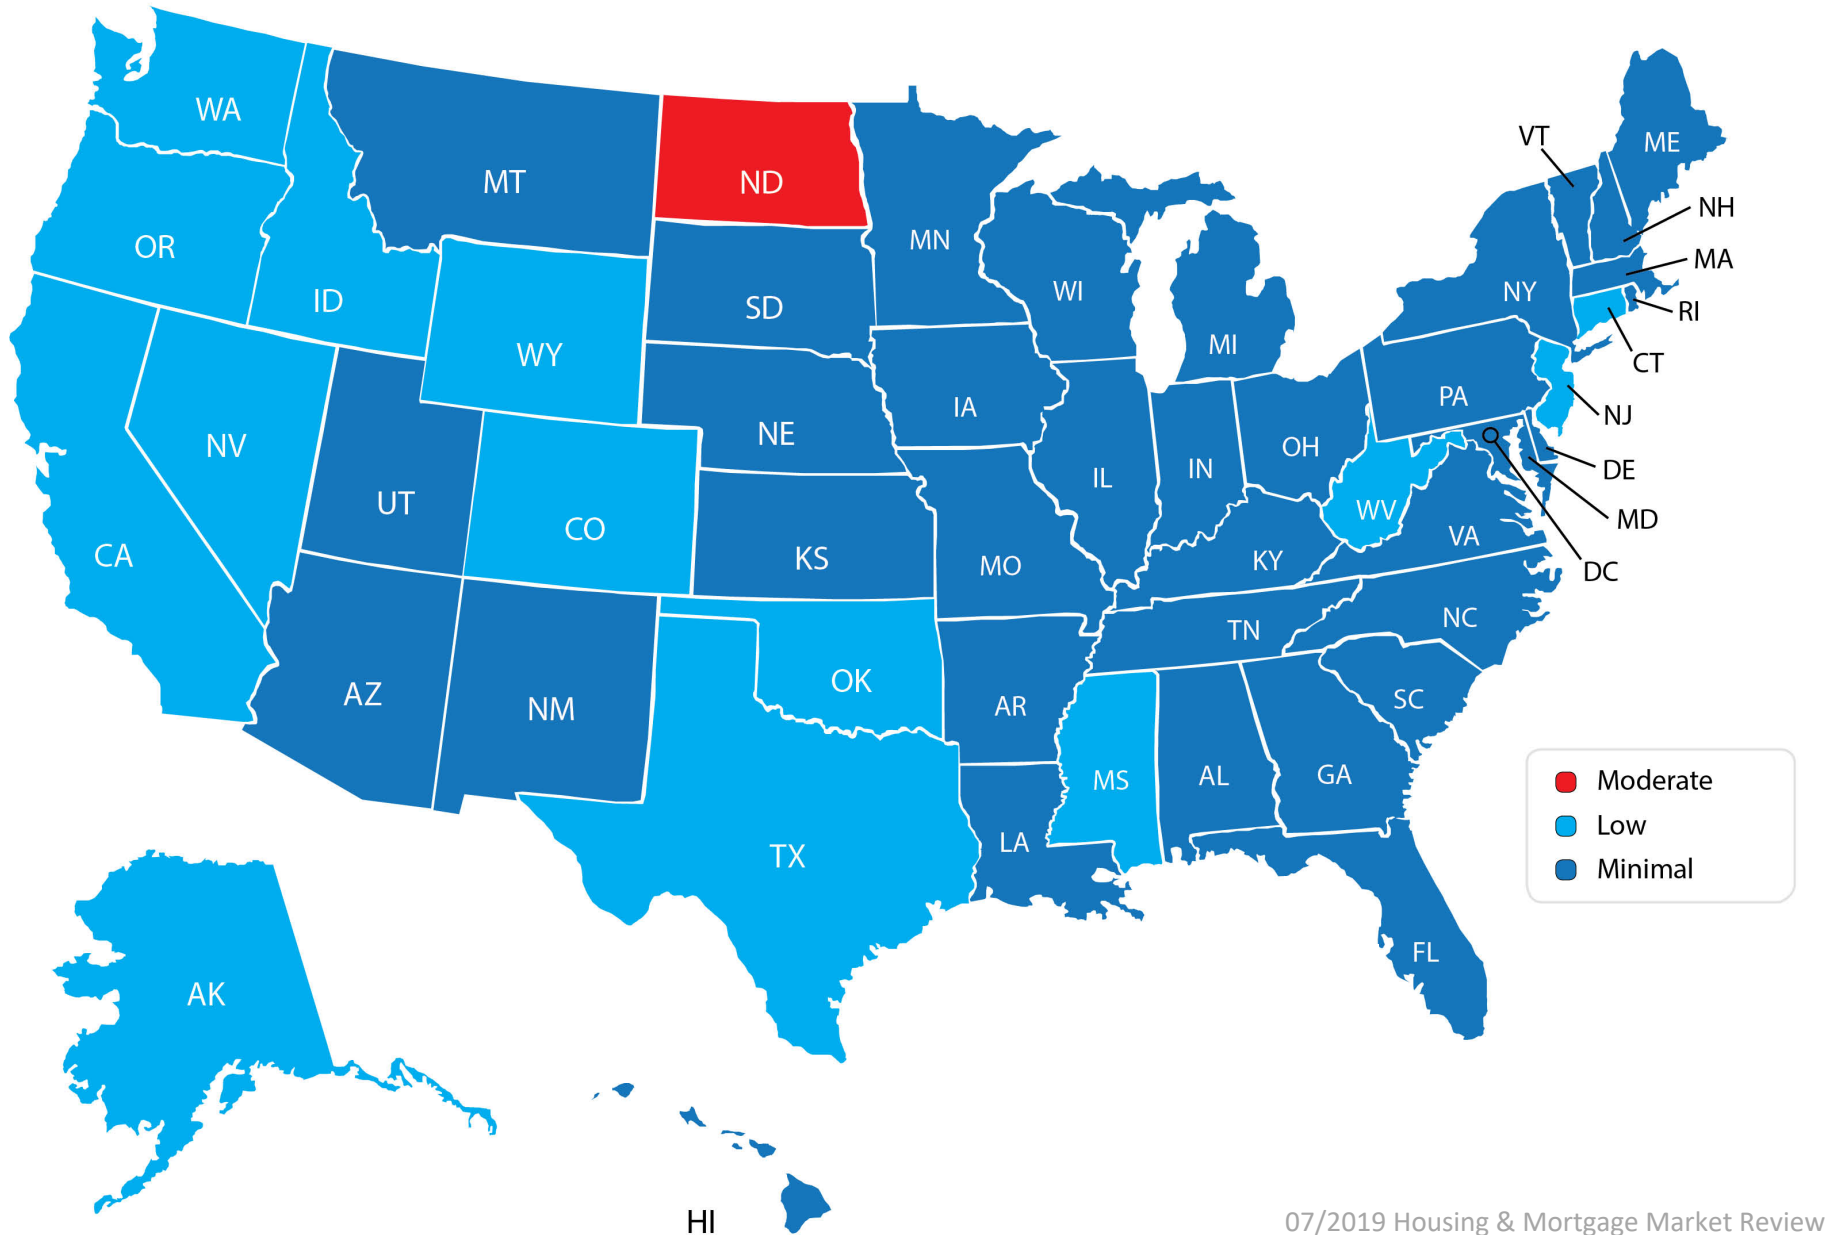 WA
MT
ND
OR
ID
WY
SD
MN
WI
MI
VT
ME
NH
MA
NY
RI
CT
NJ
PA
NV
UT
CO
NE
IA
IL
IN
OH
WV
DE
MD
DC
CA
KS
MO
KY
VA
AZ
NM
OK
AR
TN
NC
SC
TX
LA
MS
AL
GA
FL
AK
HI
Moderate
Low
Minimal
07/2019 Housing & Mortgage Market Review